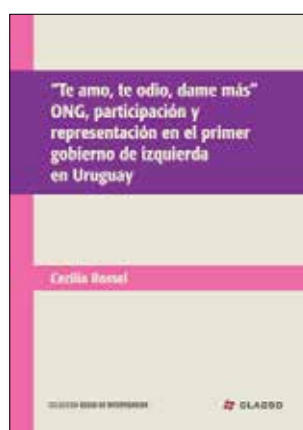 "Te amo, te odio, dame más"
ONG, participación y
representación en el primer
gobierno de izquierda
en Uruguay
Cecilia Rossel
CLACSO